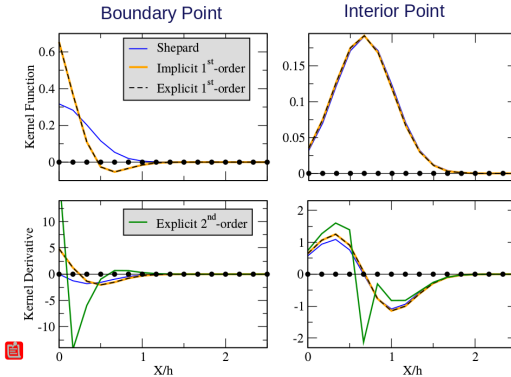 Boundary Point
Interior Point
Kernel Function
0.6
0.4
0.2
0
Shepard
Implicit 1st-order
Explicit 1st-order
0.15
0.1
0.05
0
Kernel Derivative
10
5
0
-5
-10
Explicit 2nd-order
2
1
0
-1
-2
0
1
2
X/h
0
1
2
X/h